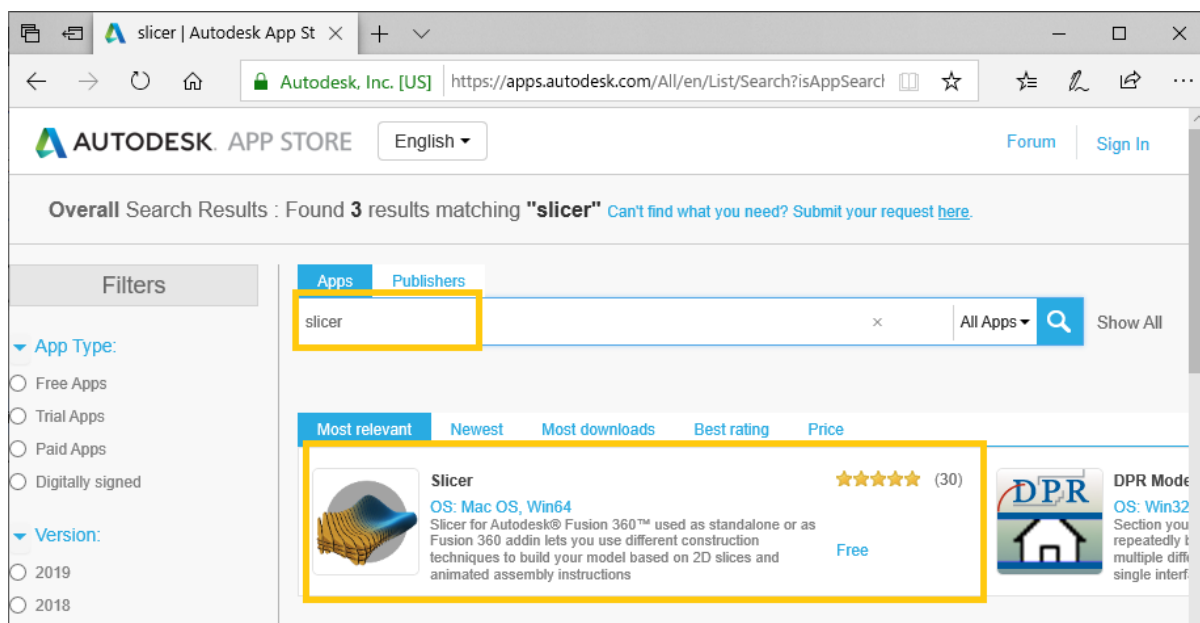 slicer | Autodesk App St
Autodesk, Inc. [US] https://apps.autodesk.com/All/en/List/Search?isAppSearch
AUTODESK. APP STORE English Forum Sign In
Overall Search Results : Found 3 results matching "slicer" Can't find what you need? Submit your request here.
Filters
Apps Publishers
slicer × All Apps Show All
App Type:
Free Apps
Trial Apps
Paid Apps
Digitally signed
Version:
2019
2018
Most relevant Newest Most downloads Best rating Price
Slicer (30)
OS: Mac OS, Win64
Slicer for Autodesk® Fusion 360™ used as standalone or as
Fusion 360 addin lets you use different construction
techniques to build your model based on 2D slices and
animated assembly instructions
Free
DPR
DPR Mode
OS: Win32
Section you
repeatedly
multiple diffe
single interf